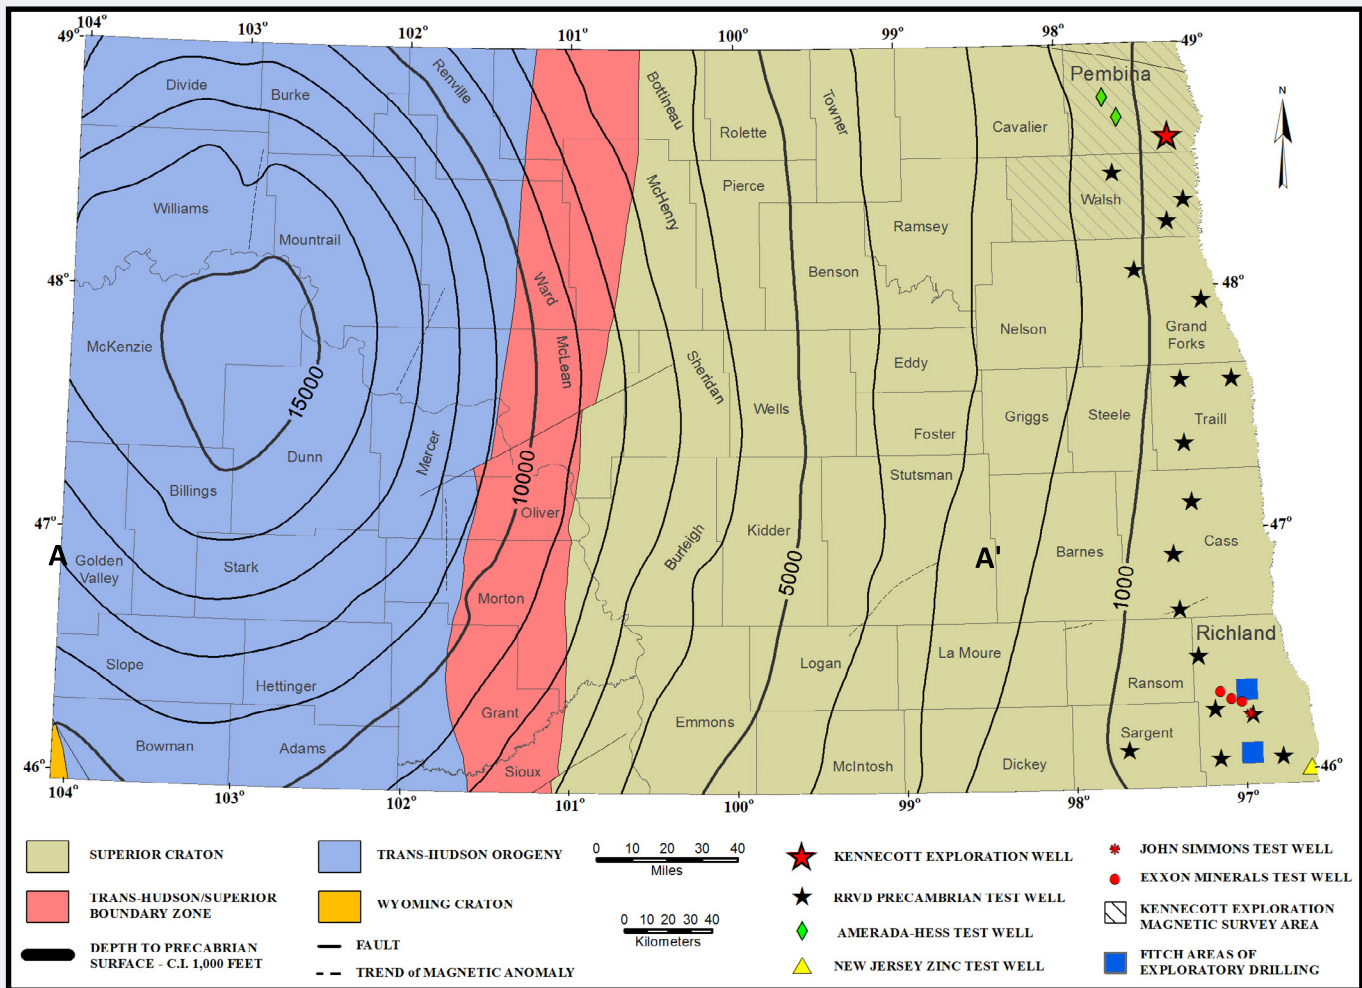 104°
103°
102°
101°
100°
99°
98°
49°
49°
Divide
Burke
Renville
Bottineau
Rolette
Towner
Cavalier
Pembina
N
Williams
Mountrail
McHenry
Pierce
Ramsey
Walsh
48°
Ward
Benson
48°
McKenzie
15000
McLean
Sheridan
Eddy
Nelson
Grand
Forks
Wells
Foster
Griggs
Steele
Traill
Dunn
Mercer
Billings
10000
Oliver
Stutsman
47°
47°
A
Golden
Valley
Stark
Burleigh
Kidder
5000
A'
Barnes
1000
Cass
Morton
Richland
Slope
Hettinger
Logan
La Moure
Ransom
Grant
Emmons
Sargent
Bowman
Adams
Sioux
McIntosh
Dickey
46°
46°
104°
103°
102°
101°
100°
99°
98°
97°
SUPERIOR CRATON
TRANS-HUDSON/SUPERIOR
BOUNDARY ZONE
DEPTH TO PRECABRIAN
SURFACE - C.I. 1,000 FEET
TRANS-HUDSON OROGENY
WYOMING CRATON
FAULT
TREND of MAGNETIC ANOMALY
0 10 20 30 40
Miles
0 10 20 30 40
Kilometers
KENNECOTT EXPLORATION WELL
RRVD PRECAMBRIAN TEST WELL
AMERADA-HESS TEST WELL
NEW JERSEY ZINC TEST WELL
JOHN SIMMONS TEST WELL
EXXON MINERALS TEST WELL
KENNECOTT EXPLORATION
MAGNETIC SURVEY AREA
FITCH AREAS OF
EXPLORATORY DRILLING